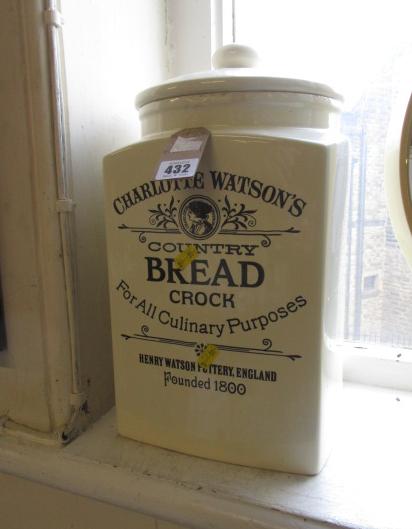 432
CHARLOTTE WATSON'S
COUNTRY
BREAD
CROCK
For All Culinary Purposes
HENRY WATSON POTTERY, ENGLAND
Founded 1800